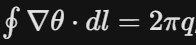 ∮ ∇θ · dl = 2πq